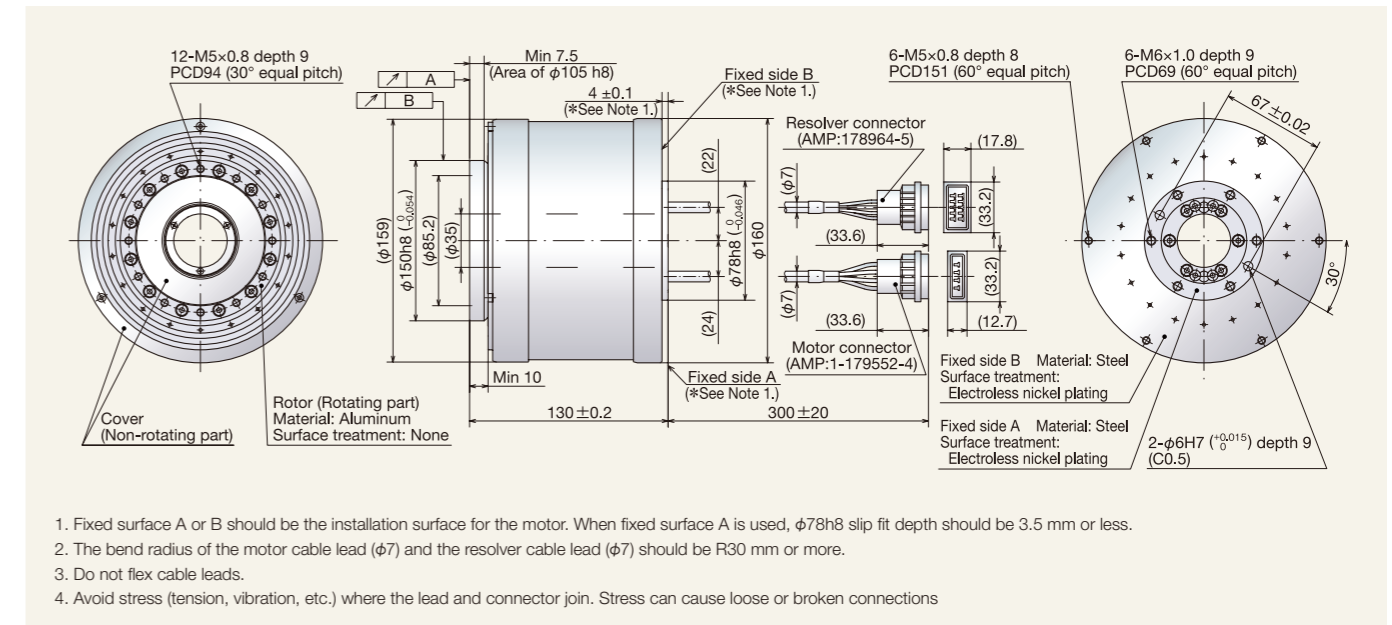 12-M5×0.8 depth 9
PCD94 (30° equal pitch)
Min 7.5
(Area of φ105 h8)
A
B
4 ±0.1
(*See Note 1.)
Fixed side B
(*See Note 1.)
(φ159)
φ150h8 (0 -0.054)
(φ85.2)
(φ35)
(22)
(24)
φ78h8 (0 -0.046)
φ160
Min 10
Fixed side A
(*See Note 1.)
130±0.2
300±20
Cover
(Non-rotating part)
Rotor (Rotating part)
Material: Aluminum
Surface treatment: None
Resolver connector
(AMP:178964-5)
(17.8)
(φ7)
(33.2)
(33.6)
(φ7)
(33.2)
(33.6)
(12.7)
Motor connector
(AMP:1-179552-4)
6-M5×0.8 depth 8
PCD151 (60° equal pitch)
6-M6×1.0 depth 9
PCD69 (60° equal pitch)
67±0.02
30°
Fixed side B Material: Steel
Surface treatment:
Electroless nickel plating
Fixed side A Material: Steel
Surface treatment:
Electroless nickel plating
2-φ6H7 (+0.015 0) depth 9
(C0.5)
1. Fixed surface A or B should be the installation surface for the motor. When fixed surface A is used, φ78h8 slip fit depth should be 3.5 mm or less.
2. The bend radius of the motor cable lead (φ7) and the resolver cable lead (φ7) should be R30 mm or more.
3. Do not flex cable leads.
4. Avoid stress (tension, vibration, etc.) where the lead and connector join. Stress can cause loose or broken connections